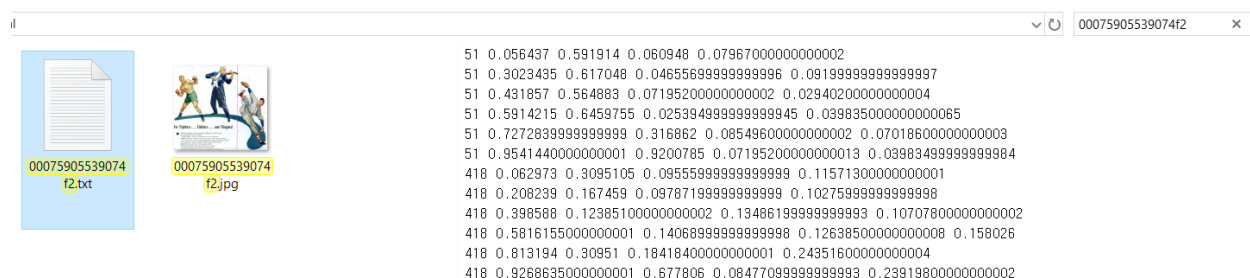 al
00075905539074f2
00075905539074
f2.txt
00075905539074
f2.jpg
51 0.056437 0.591914 0.060948 0.07967000000000002
51 0.3023435 0.617048 0.04655699999999996 0.09199999999999997
51 0.431857 0.564883 0.07195200000000002 0.02940200000000004
51 0.5914215 0.6459755 0.025394999999999945 0.039835000000000065
51 0.7272839999999999 0.316862 0.08549600000000002 0.07018600000000003
51 0.9541440000000001 0.9200785 0.07195200000000013 0.03983499999999984
418 0.062973 0.3095105 0.09555999999999999 0.11571300000000001
418 0.208239 0.167459 0.09787199999999999 0.10275999999999998
418 0.398588 0.12385100000000002 0.13486199999999993 0.10707800000000002
418 0.5816155000000001 0.14068999999999998 0.12638500000000008 0.158026
418 0.813194 0.30951 0.18418400000000001 0.24351600000000004
418 0.9268635000000001 0.677806 0.08477099999999993 0.23919800000000002